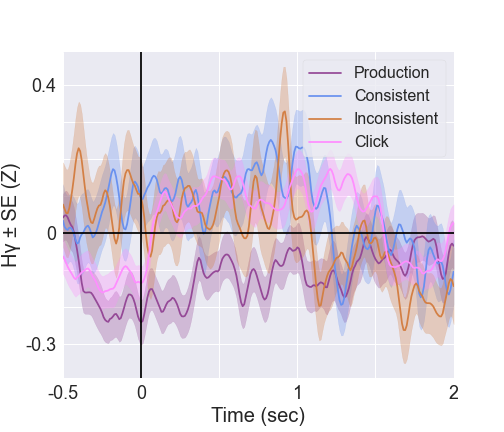 Production
Consistent
Inconsistent
Click
0.4
0
-0.3
Hγ ± SE (Z)
-0.5
0
1
2
Time (sec)